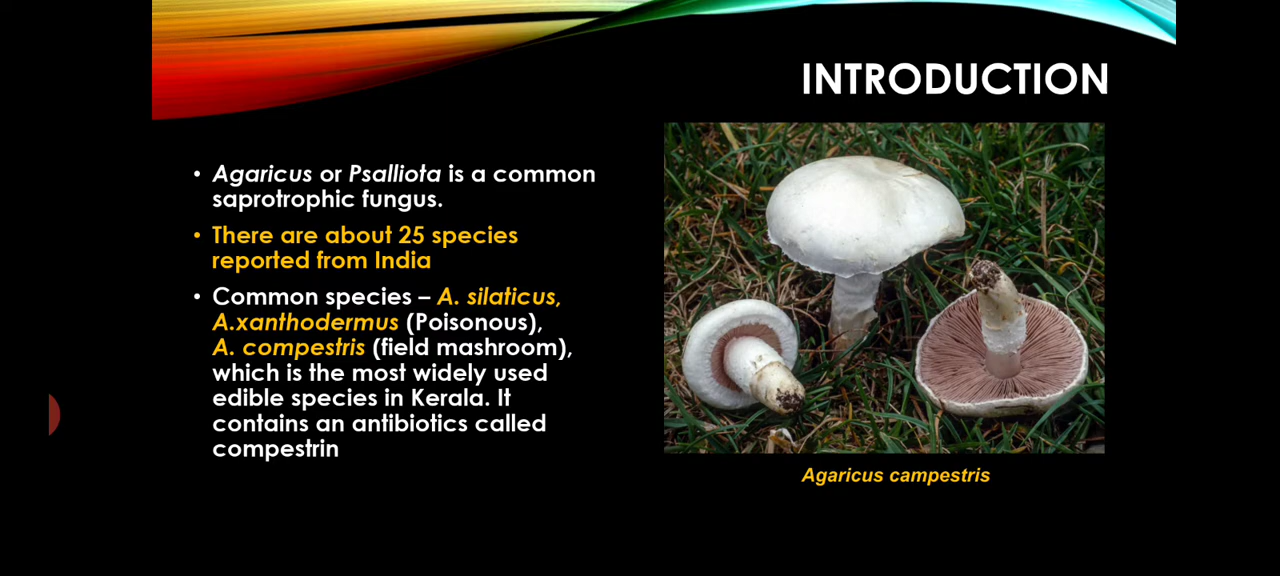 INTRODUCTION
• Agaricus or Psalliota is a common
saprotrophic fungus.
• There are about 25 species
reported from India
• Common species – A. silaticus,
A.xanthodermus (Poisonous),
A. compestris (field mashroom),
which is the most widely used
edible species in Kerala. It
contains an antibiotics called
compestrin
Agaricus campestris